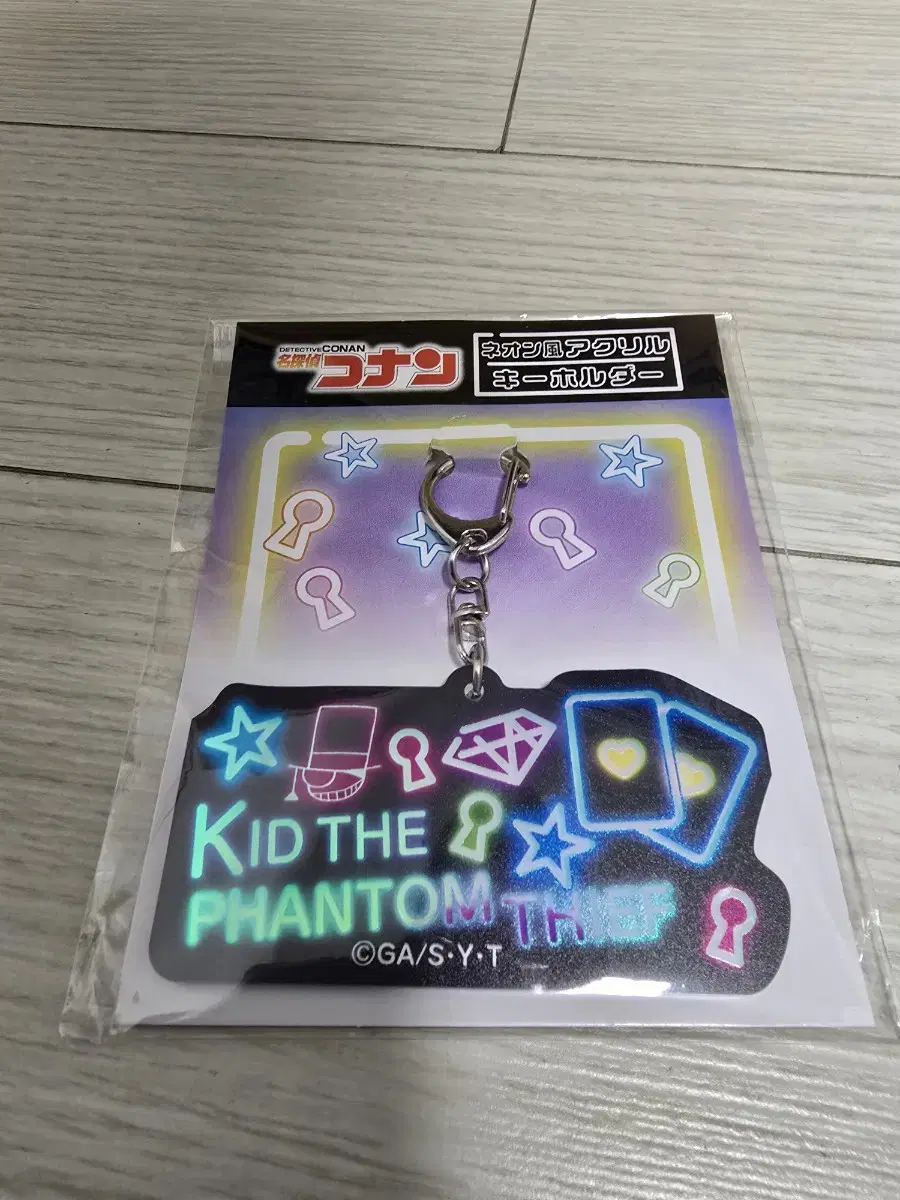 DETECTIVE CONAN
名探偵
コナン
ネオン風アクリル
キーホルダー
KID THE
PHANTOM THIEF
©GA/S·Y·T